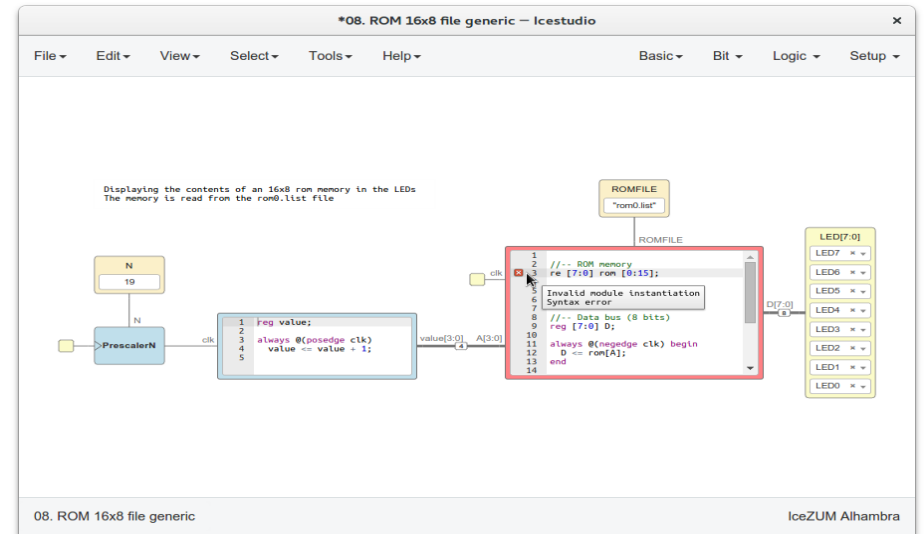 *08. ROM 16x8 file generic — Icestudio ×
File Edit View Select Tools Help Basic Bit Logic Setup
Displaying the contents of an 16x8 rom memory in the LEDs
The memory is read from the rom0.list file
ROMFILE
"rom0.list"
ROMFILE
N
19
N
PrescalerN
clk
1 reg value;
2
3 always @(posedge clk)
4 value <= value + 1;
5
value[3:0]
4
A[3:0]
clk
1
2 //-- ROM memory
3 re [7:0] rom [0:15];
Invalid module instantiation
Syntax error
5
6
7
8 //-- Data bus (8 bits)
9 reg [7:0] D;
10
11 always @(negedge clk) begin
12 D <= rom[A];
13 end
14
D[7:0]
8
LED[7:0]
LED7
LED6
LED5
LED4
LED3
LED2
LED1
LED0
08. ROM 16x8 file generic IceZUM Alhambra